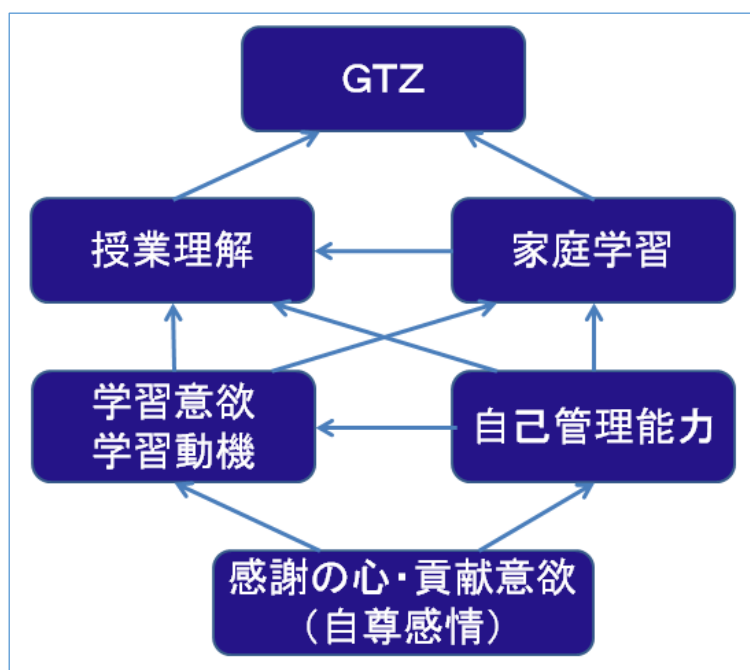 GTZ
授業理解
家庭学習
学習意欲
学習動機
自己管理能力
感謝の心・貢献意欲
（自尊感情）